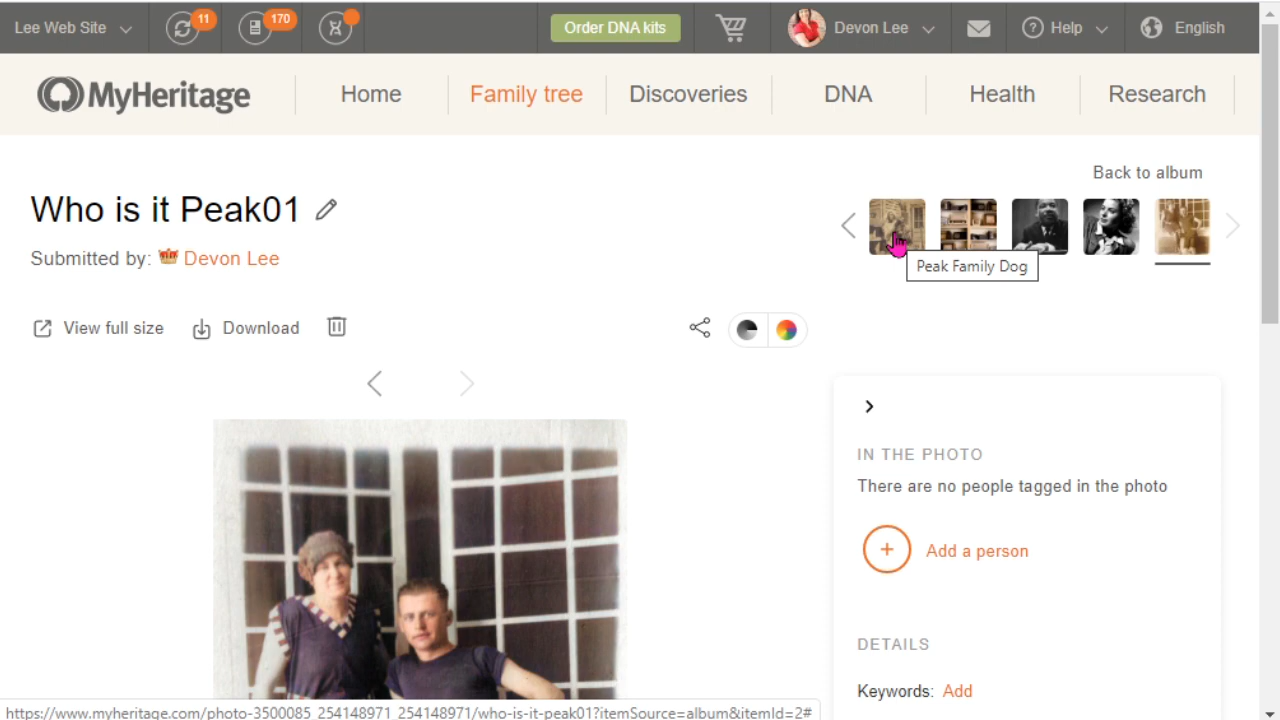 Lee Web Site
11
170
Order DNA kits
Devon Lee
Help
English
MyHeritage
Home
Family tree
Discoveries
DNA
Health
Research
Back to album
Who is it Peak01
Submitted by: Devon Lee
Peak Family Dog
View full size
Download
IN THE PHOTO
There are no people tagged in the photo
Add a person
DETAILS
Keywords: Add
https://www.myheritage.com/photo-3500085_254148971_254148971/who-is-it-peak01?itemSource=album&itemId=2#